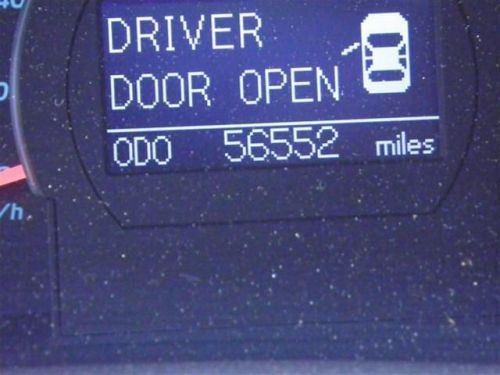 DRIVER
DOOR OPEN
ODO 56552 miles
/h